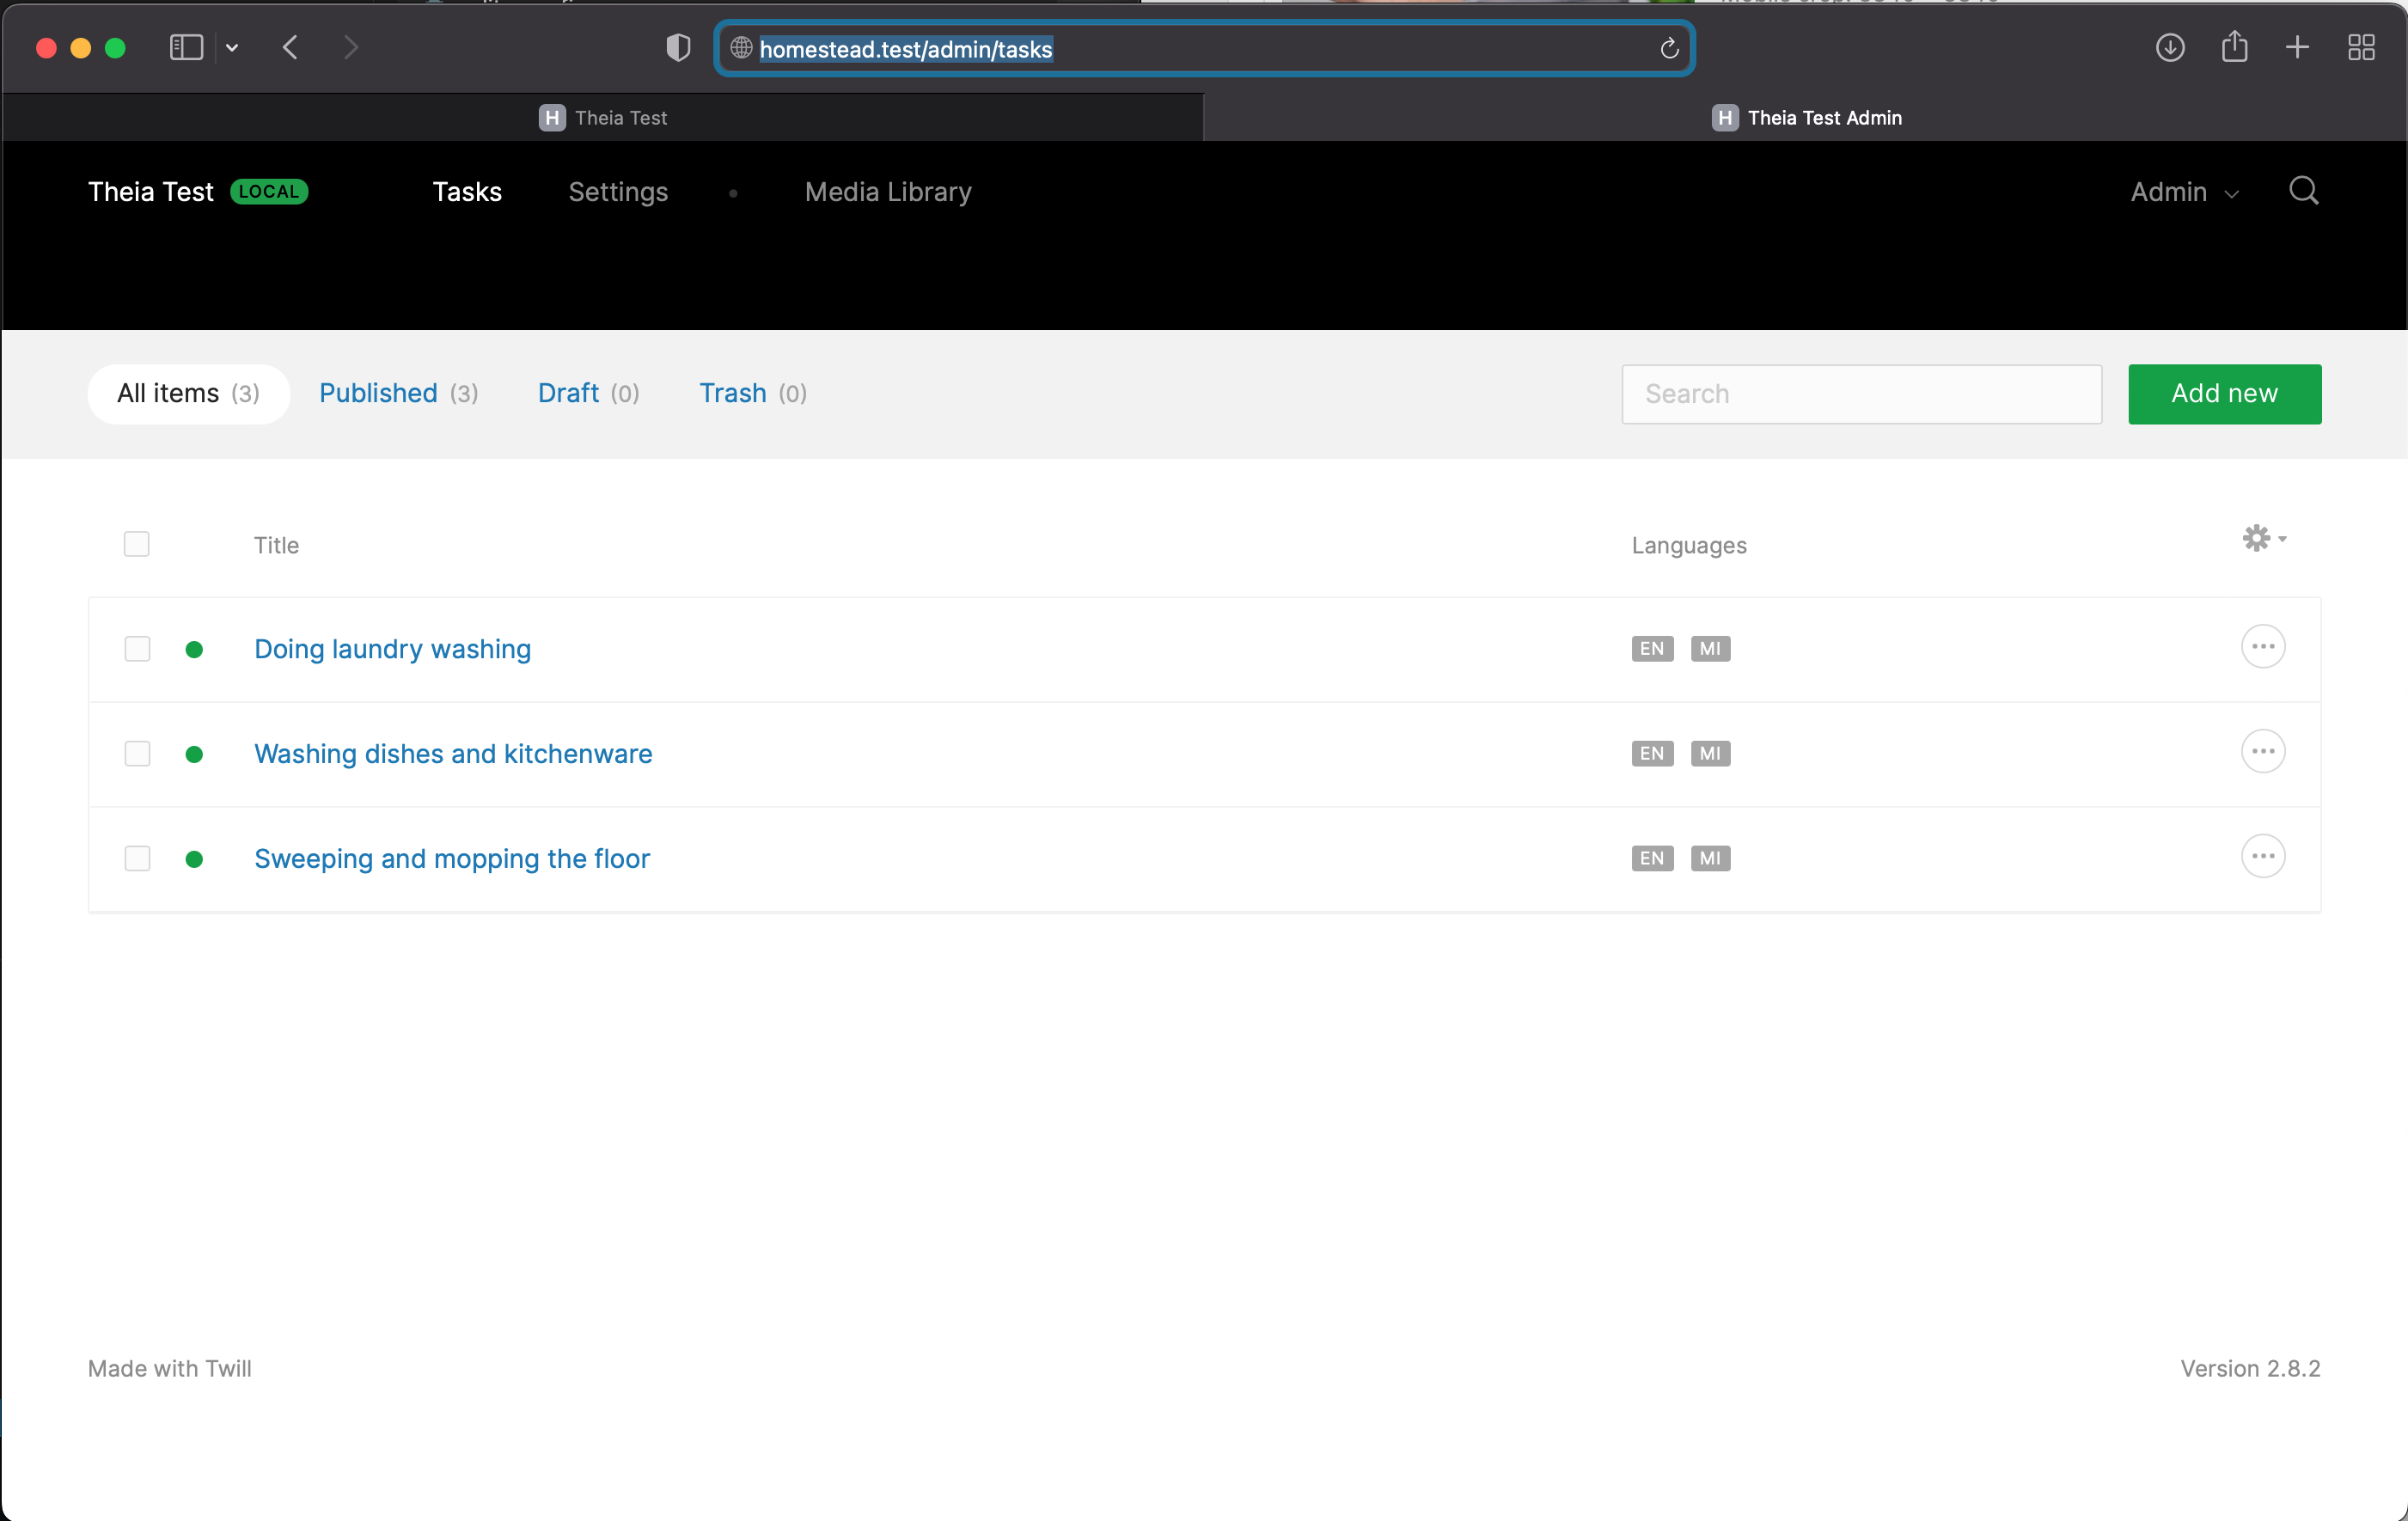 homestead.test/admin/tasks
H Theia Test
H Theia Test Admin
Theia Test LOCAL Tasks Settings • Media Library Admin
All items (3) Published (3) Draft (0) Trash (0) Search Add new
Title Languages
Doing laundry washing EN MI
Washing dishes and kitchenware EN MI
Sweeping and mopping the floor EN MI
Made with Twill Version 2.8.2